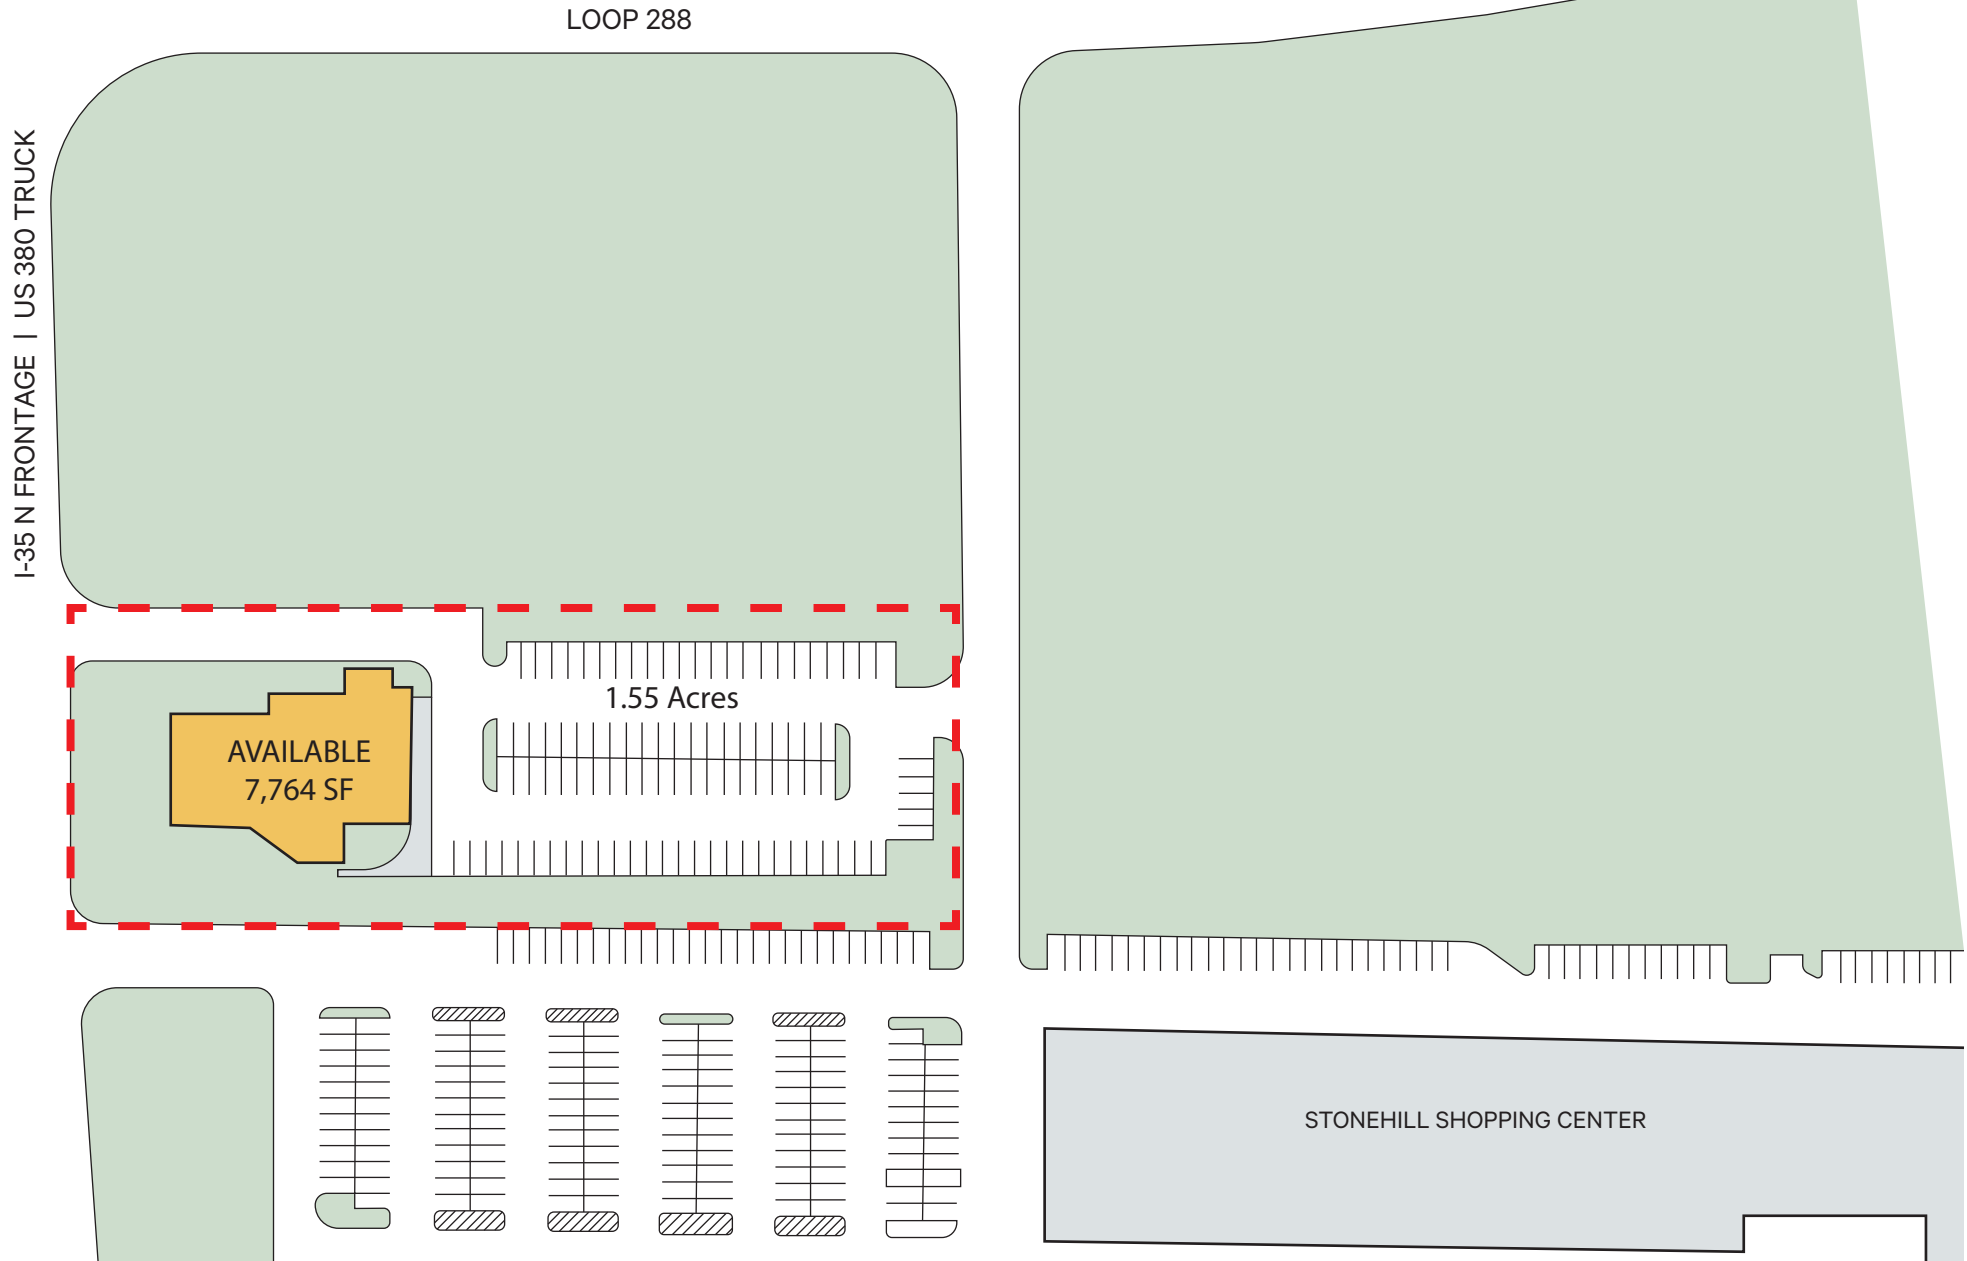 LOOP 288
I-35 N FRONTAGE | US 380 TRUCK
1.55 Acres
AVAILABLE
7,764 SF
STONEHILL SHOPPING CENTER